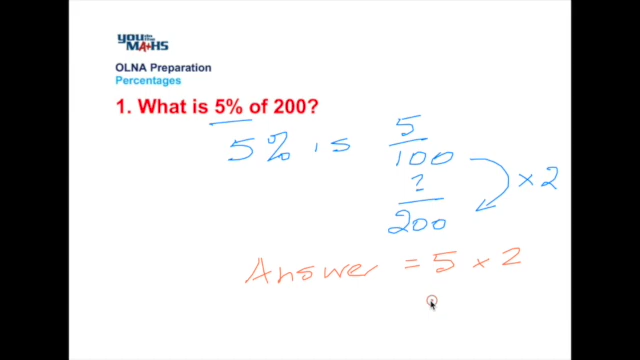 you do the
MATHS
OLNA Preparation
Percentages
1. What is 5% of 200?
5% is 5/100
?/200
× 2
Answer = 5 × 2